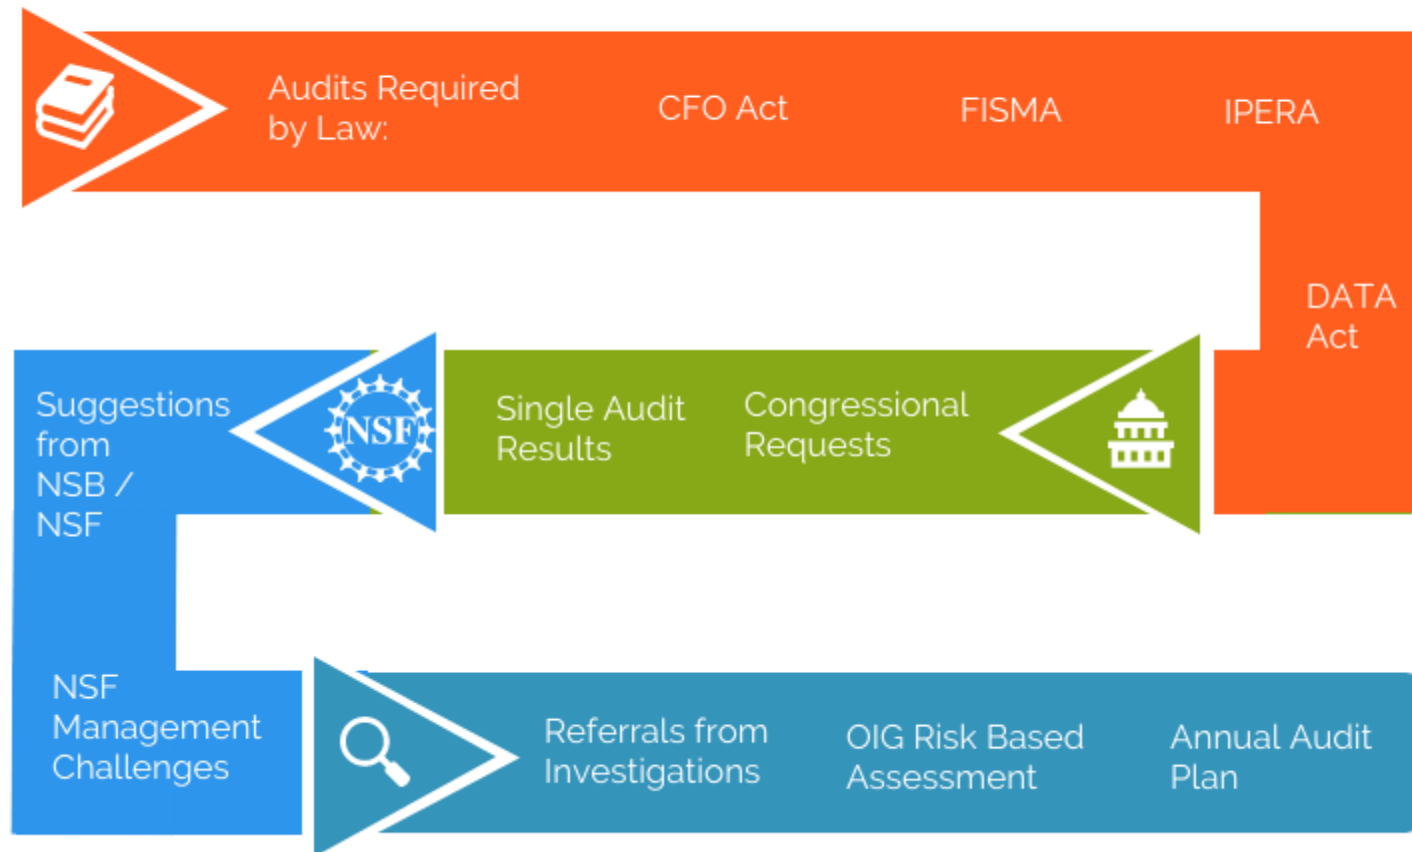 Audits Required
by Law:
CFO Act
FISMA
IPERA
DATA
Act
Congressional
Requests
Single Audit
Results
NSF
Suggestions
from
NSB /
NSF
NSF
Management
Challenges
Referrals from
Investigations
OIG Risk Based
Assessment
Annual Audit
Plan